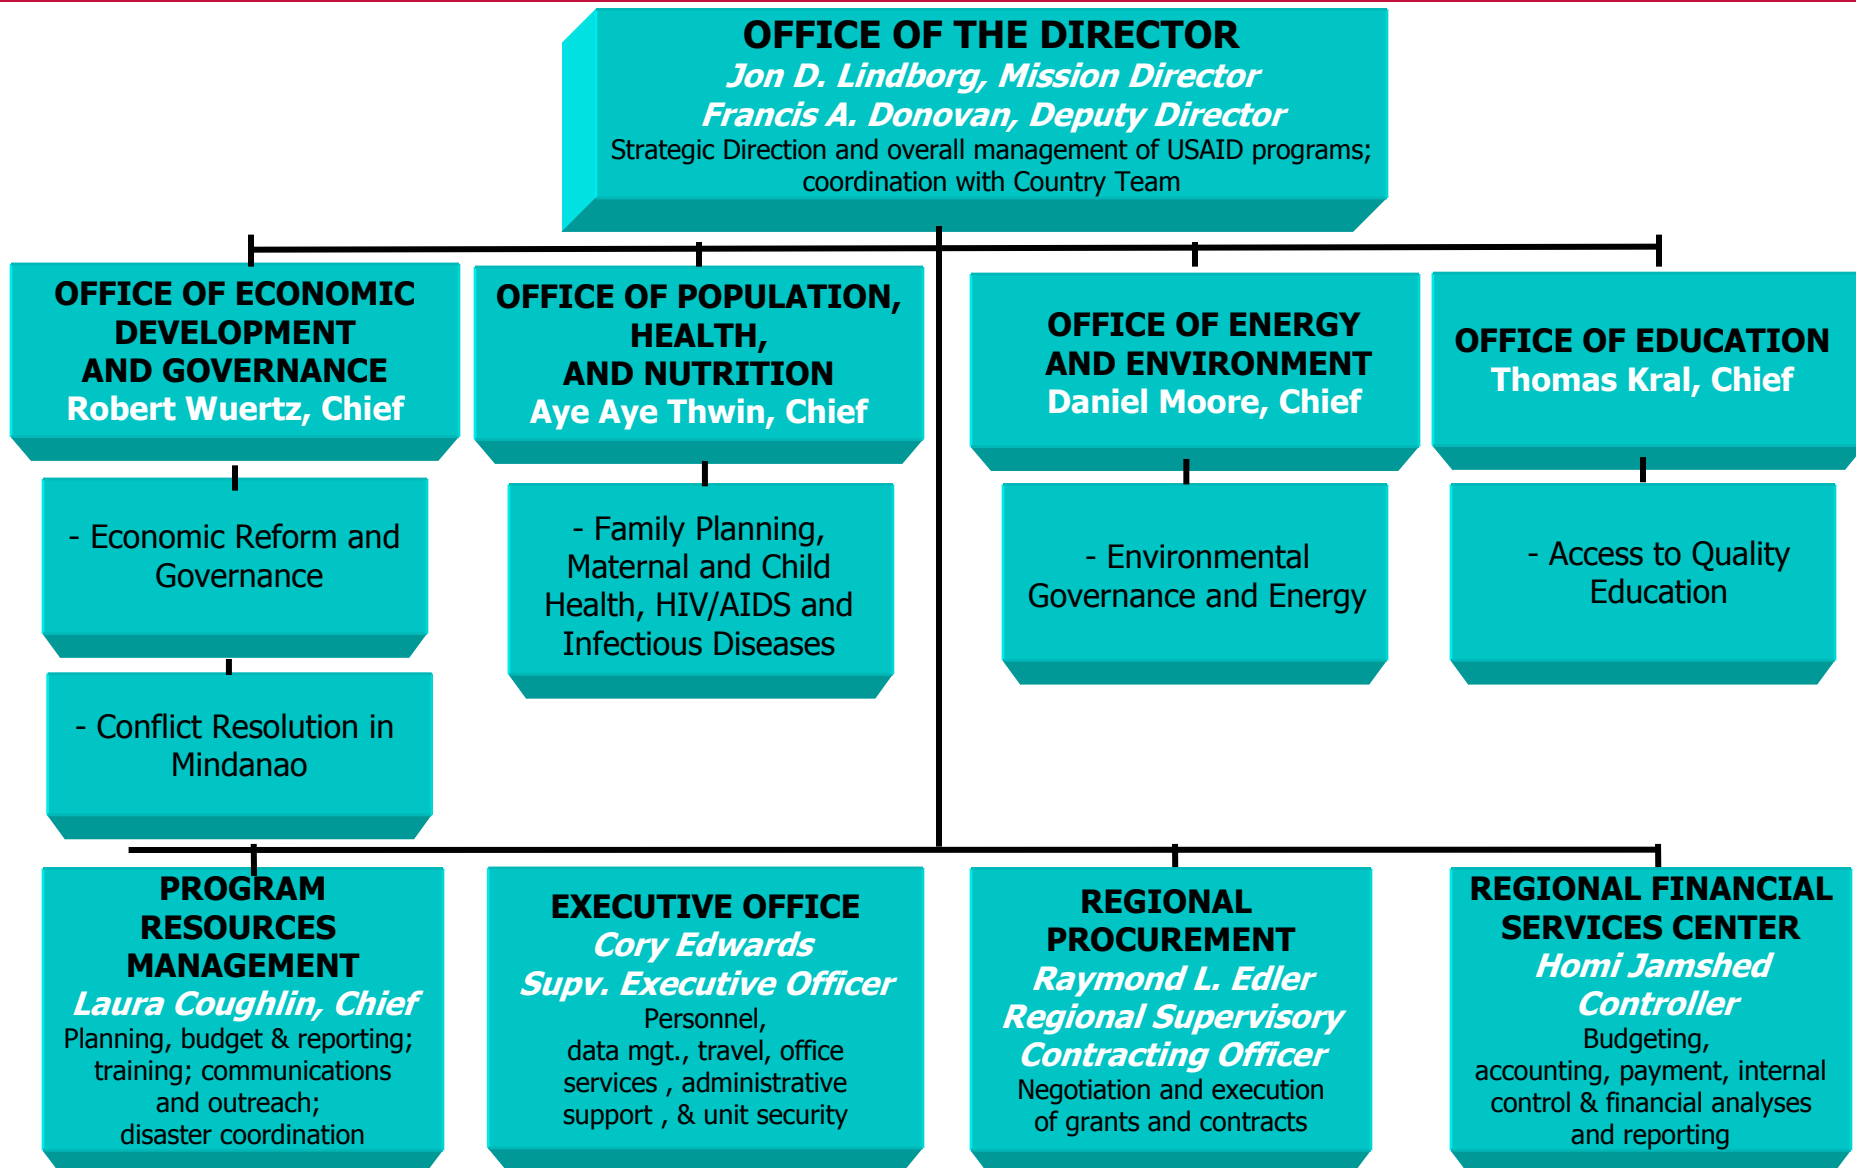 OFFICE OF THE DIRECTOR
Jon D. Lindborg, Mission Director
Francis A. Donovan, Deputy Director
Strategic Direction and overall management of USAID programs;
coordination with Country Team
OFFICE OF ECONOMIC
DEVELOPMENT
AND GOVERNANCE
Robert Wuertz, Chief
OFFICE OF POPULATION,
HEALTH,
AND NUTRITION
Aye Aye Thwin, Chief
OFFICE OF ENERGY
AND ENVIRONMENT
Daniel Moore, Chief
OFFICE OF EDUCATION
Thomas Kral, Chief
- Economic Reform and
Governance
- Family Planning,
Maternal and Child
Health, HIV/AIDS and
Infectious Diseases
- Environmental
Governance and Energy
- Access to Quality
Education
- Conflict Resolution in
Mindanao
PROGRAM
RESOURCES
MANAGEMENT
Laura Coughlin, Chief
Planning, budget & reporting;
training; communications
and outreach;
disaster coordination
EXECUTIVE OFFICE
Cory Edwards
Supv. Executive Officer
Personnel,
data mgt., travel, office
services , administrative
support , & unit security
REGIONAL
PROCUREMENT
Raymond L. Edler
Regional Supervisory
Contracting Officer
Negotiation and execution
of grants and contracts
REGIONAL FINANCIAL
SERVICES CENTER
Homi Jamshed
Controller
Budgeting,
accounting, payment, internal
control & financial analyses
and reporting